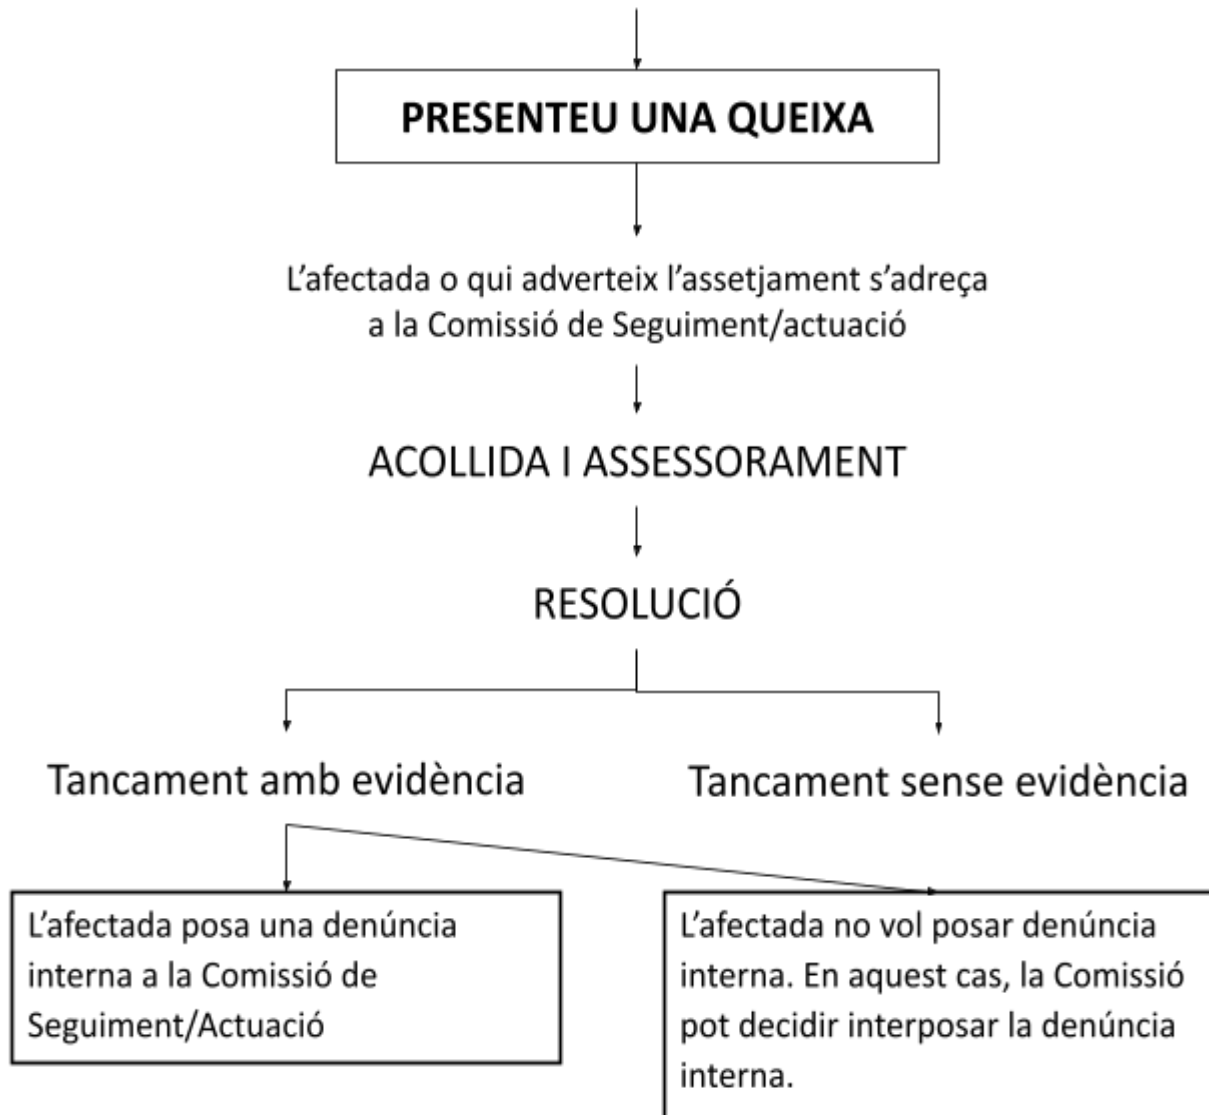 PRESENTEU UNA QUEIXA
L’afectada o qui adverteix l’assetjament s’adreça
a la Comissió de Seguiment/actuació
ACOLLIDA I ASSESSORAMENT
RESOLUCIÓ
Tancament amb evidència
Tancament sense evidència
L’afectada posa una denúncia
interna a la Comissió de
Seguiment/Actuació
L’afectada no vol posar denúncia
interna. En aquest cas, la Comissió
pot decidir interposar la denúncia
interna.